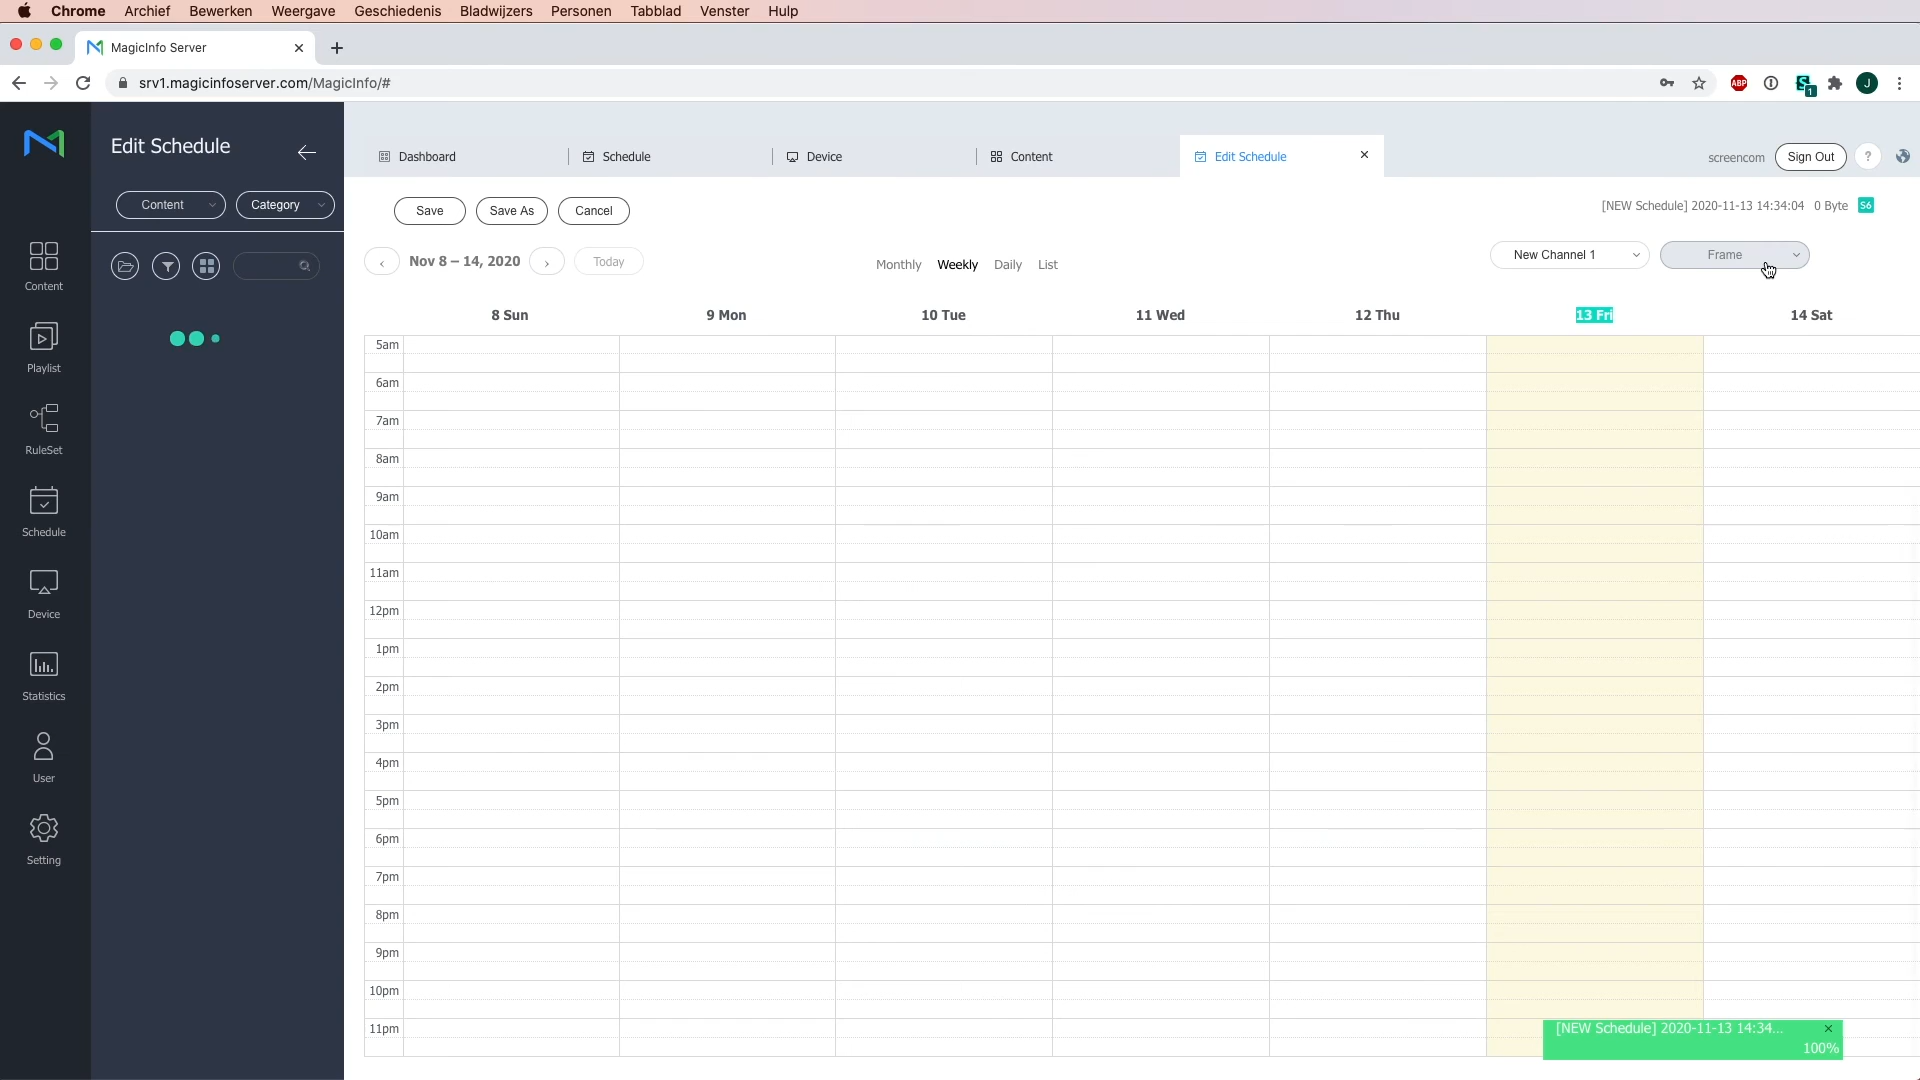 Chrome Archief Bewerken Weergave Geschiedenis Bladwijzers Personen Tabblad Venster Hulp
MagicInfo Server
srv1.magicinfoserver.com/MagicInfo/#
ABP
1
J
Edit Schedule
Dashboard
Schedule
Device
Content
Edit Schedule
screencom
Sign Out
?
Content
Category
Save
Save As
Cancel
[NEW Schedule] 2020-11-13 14:34:04 0 Byte S6
Nov 8 – 14, 2020
Today
Monthly Weekly Daily List
New Channel 1
Frame
Content
Playlist
RuleSet
Schedule
Device
Statistics
User
Setting
8 Sun
9 Mon
10 Tue
11 Wed
12 Thu
13 Fri
14 Sat
5am
6am
7am
8am
9am
10am
11am
12pm
1pm
2pm
3pm
4pm
5pm
6pm
7pm
8pm
9pm
10pm
11pm
[NEW Schedule] 2020-11-13 14:34...
100%